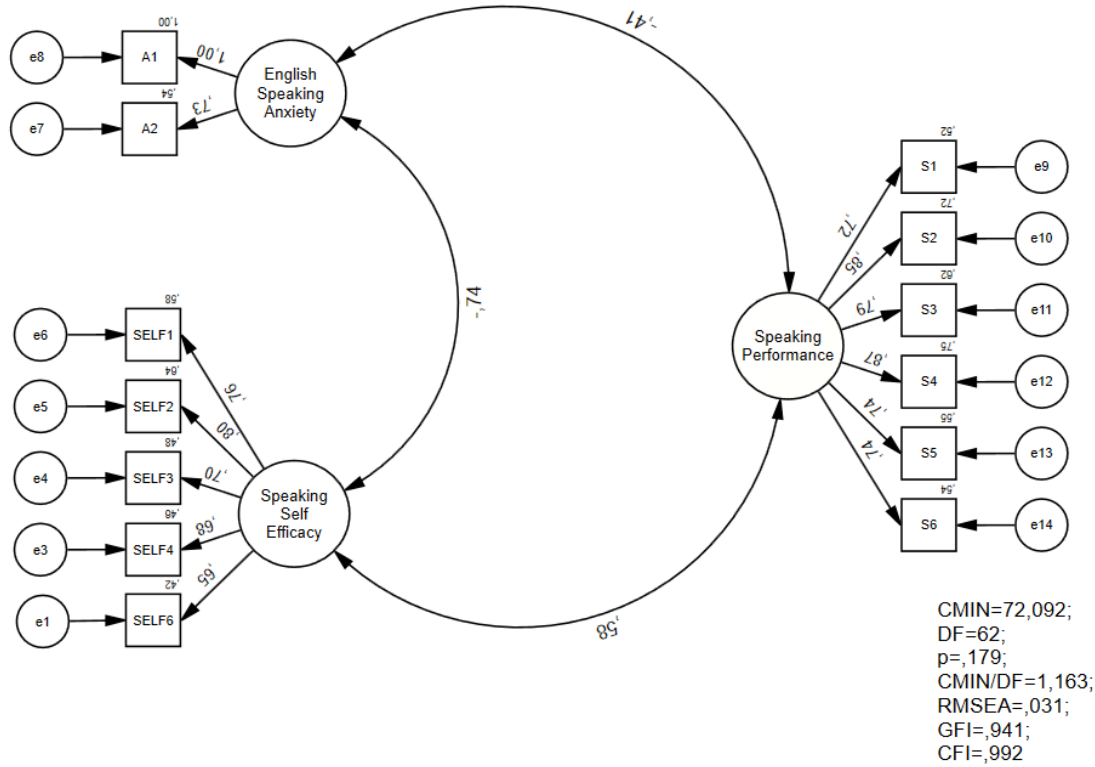 1,00
e8
A1
1,00
English
Speaking
Anxiety
,54
e7
A2
,73
-,41
-,74
,52
S1
e9
,72
,72
S2
e10
,85
,62
S3
e11
,79
Speaking
Performance
,75
S4
e12
,87
,55
S5
e13
,74
,54
S6
e14
,74
,58
e6
SELF1
,76
,64
e5
SELF2
,80
,48
e4
SELF3
,70
Speaking
Self
Efficacy
,46
e3
SELF4
,68
,42
e1
SELF6
,65
,58
CMIN=72,092;
DF=62;
p=,179;
CMIN/DF=1,163;
RMSEA=,031;
GFI=,941;
CFI=,992